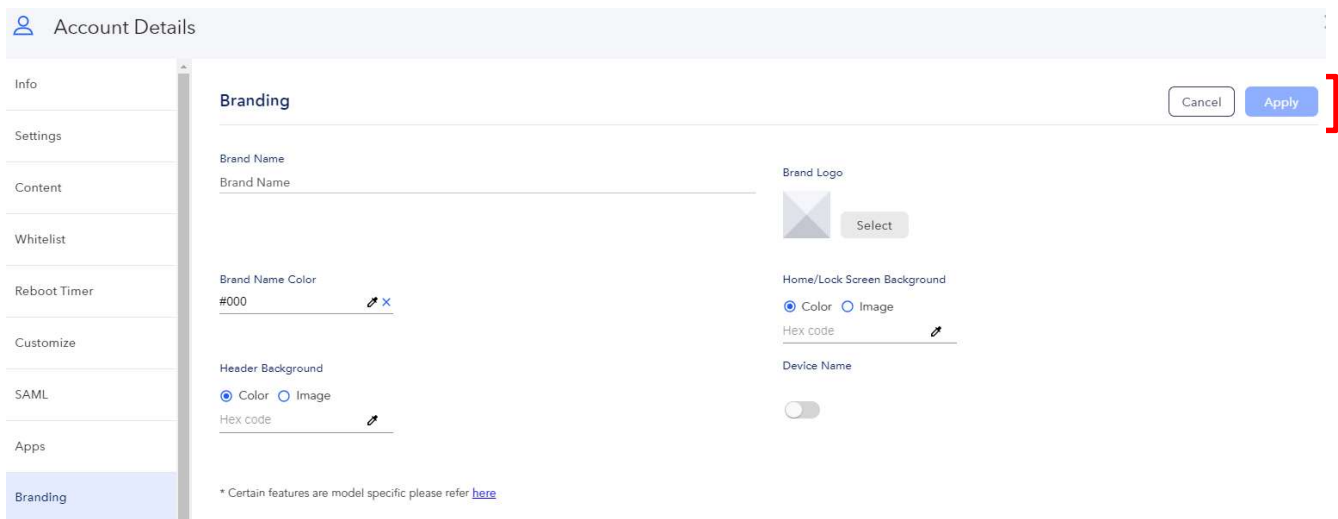 Account Details
Info
Settings
Content
Whitelist
Reboot Timer
Customize
SAML
Apps
Branding
Branding
Cancel
Apply
Brand Name
Brand Name
Brand Logo
Select
Brand Name Color
#000
Home/Lock Screen Background
Color Image
Hex code
Header Background
Color Image
Hex code
Device Name
* Certain features are model specific please refer here